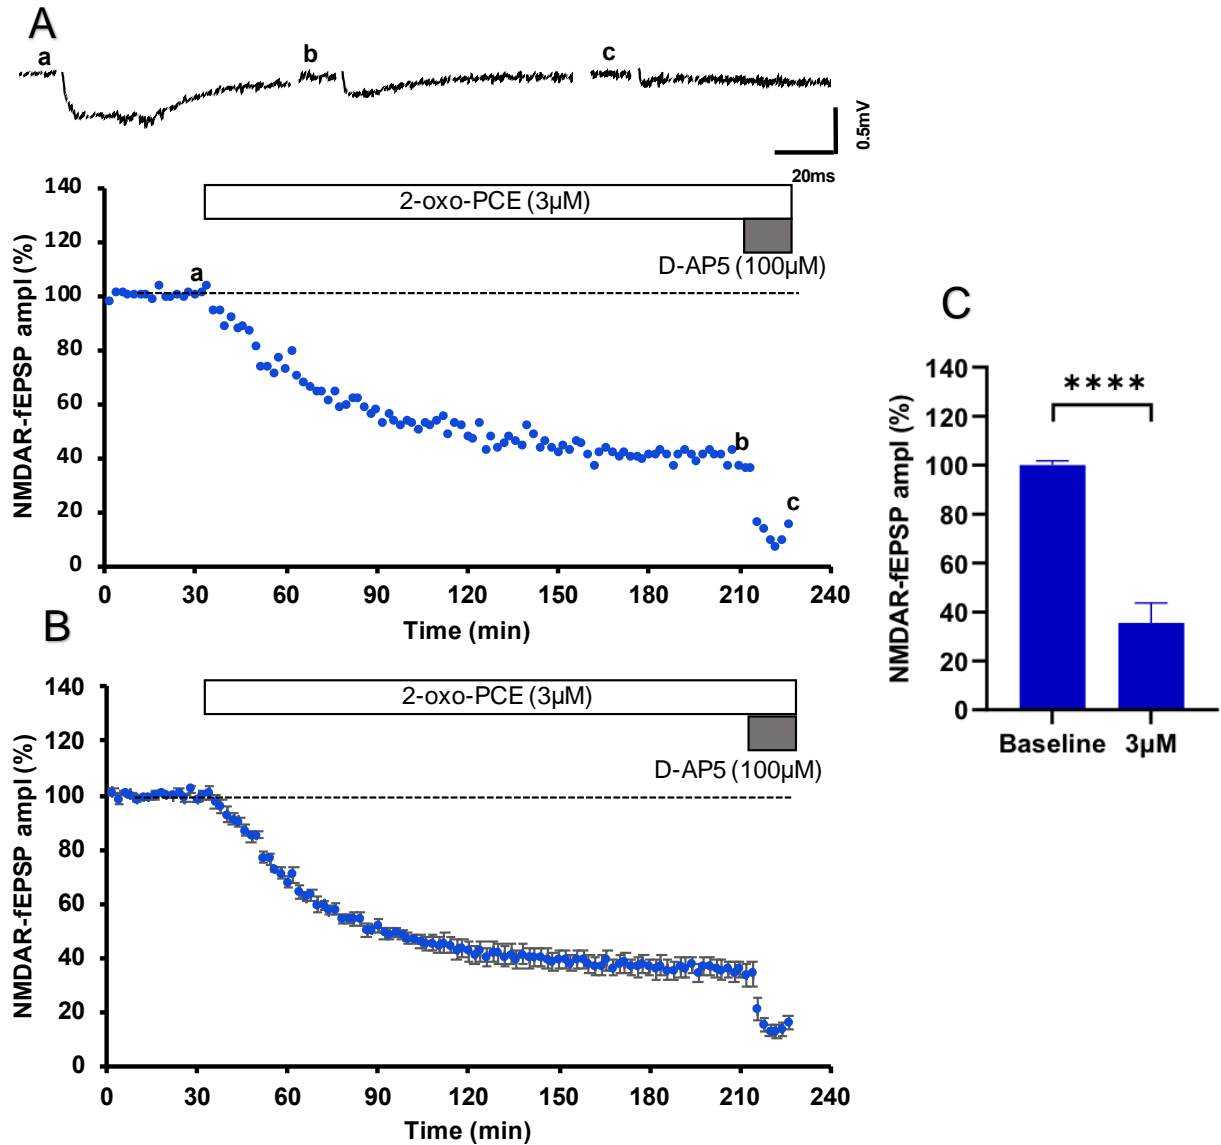 A
a
b
c
0.5mV
20ms
140
120
100
80
60
40
20
0
NMDAR-fEPSP ampl (%)
2-oxo-PCE (3µM)
D-AP5 (100µM)
a
b
c
0 30 60 90 120 150 180 210 240
Time (min)
B
140
120
100
80
60
40
20
0
NMDAR-fEPSP ampl (%)
2-oxo-PCE (3µM)
D-AP5 (100µM)
0 30 60 90 120 150 180 210 240
Time (min)
C
140
120
100
80
60
40
20
0
NMDAR-fEPSP ampl (%)
****
Baseline 3µM